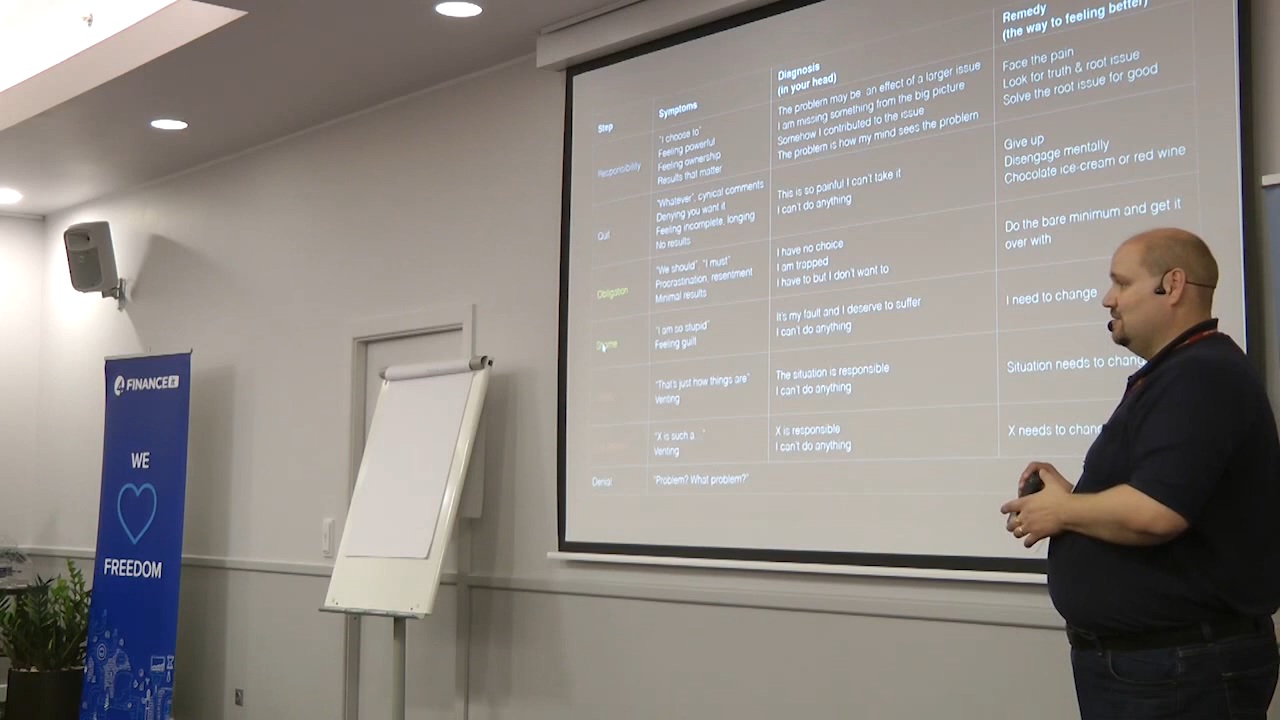 FINANCE
WE
FREEDOM
Step
Symptoms
Diagnosis
(in your head)
Remedy
(the way to feeling better)
Responsibility
"I choose to"
Feeling powerful
Feeling ownership
Results that matter
The problem may be an effect of a larger issue
I am missing something from the big picture
Somehow I contributed to the issue
The problem is how my mind sees the problem
Face the pain
Look for truth & root issue
Solve the root issue for good
Quit
"Whatever", cynical comments
Denying you want it
Feeling incomplete, longing
No results
This is so painful I can't take it
I can't do anything
Give up
Disengage mentally
Chocolate ice-cream or red wine
Obligation
"We should", "I must"
Procrastination, resentment
Minimal results
I have no choice
I am trapped
I have to but I don't want to
Do the bare minimum and get it
over with
Shame
"I am so stupid"
Feeling guilt
It's my fault and I deserve to suffer
I can't do anything
I need to change
"That's just how things are"
Venting
The situation is responsible
I can't do anything
Situation needs to chang
"X is such a..."
Venting
X is responsible
I can't do anything
X needs to chang
Denial
"Problem? What problem?"